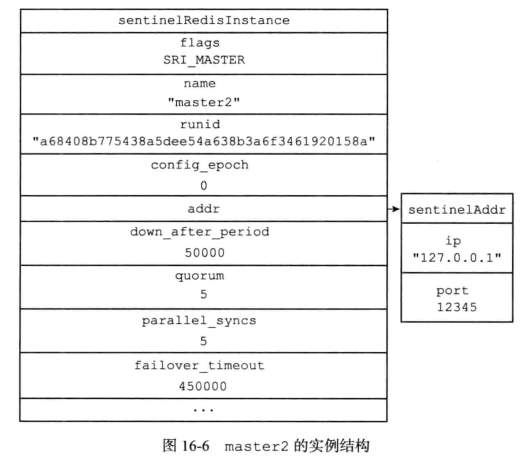 sentinelRedisInstance
flags
SRI_MASTER
name
"master2"
runid
"a68408b775438a5dee54a638b3a6f3461920158a"
config_epoch
0
addr
down_after_period
50000
quorum
5
parallel_syncs
5
failover_timeout
450000
...
sentinelAddr
ip
"127.0.0.1"
port
12345
图 16-6 master2 的实例结构